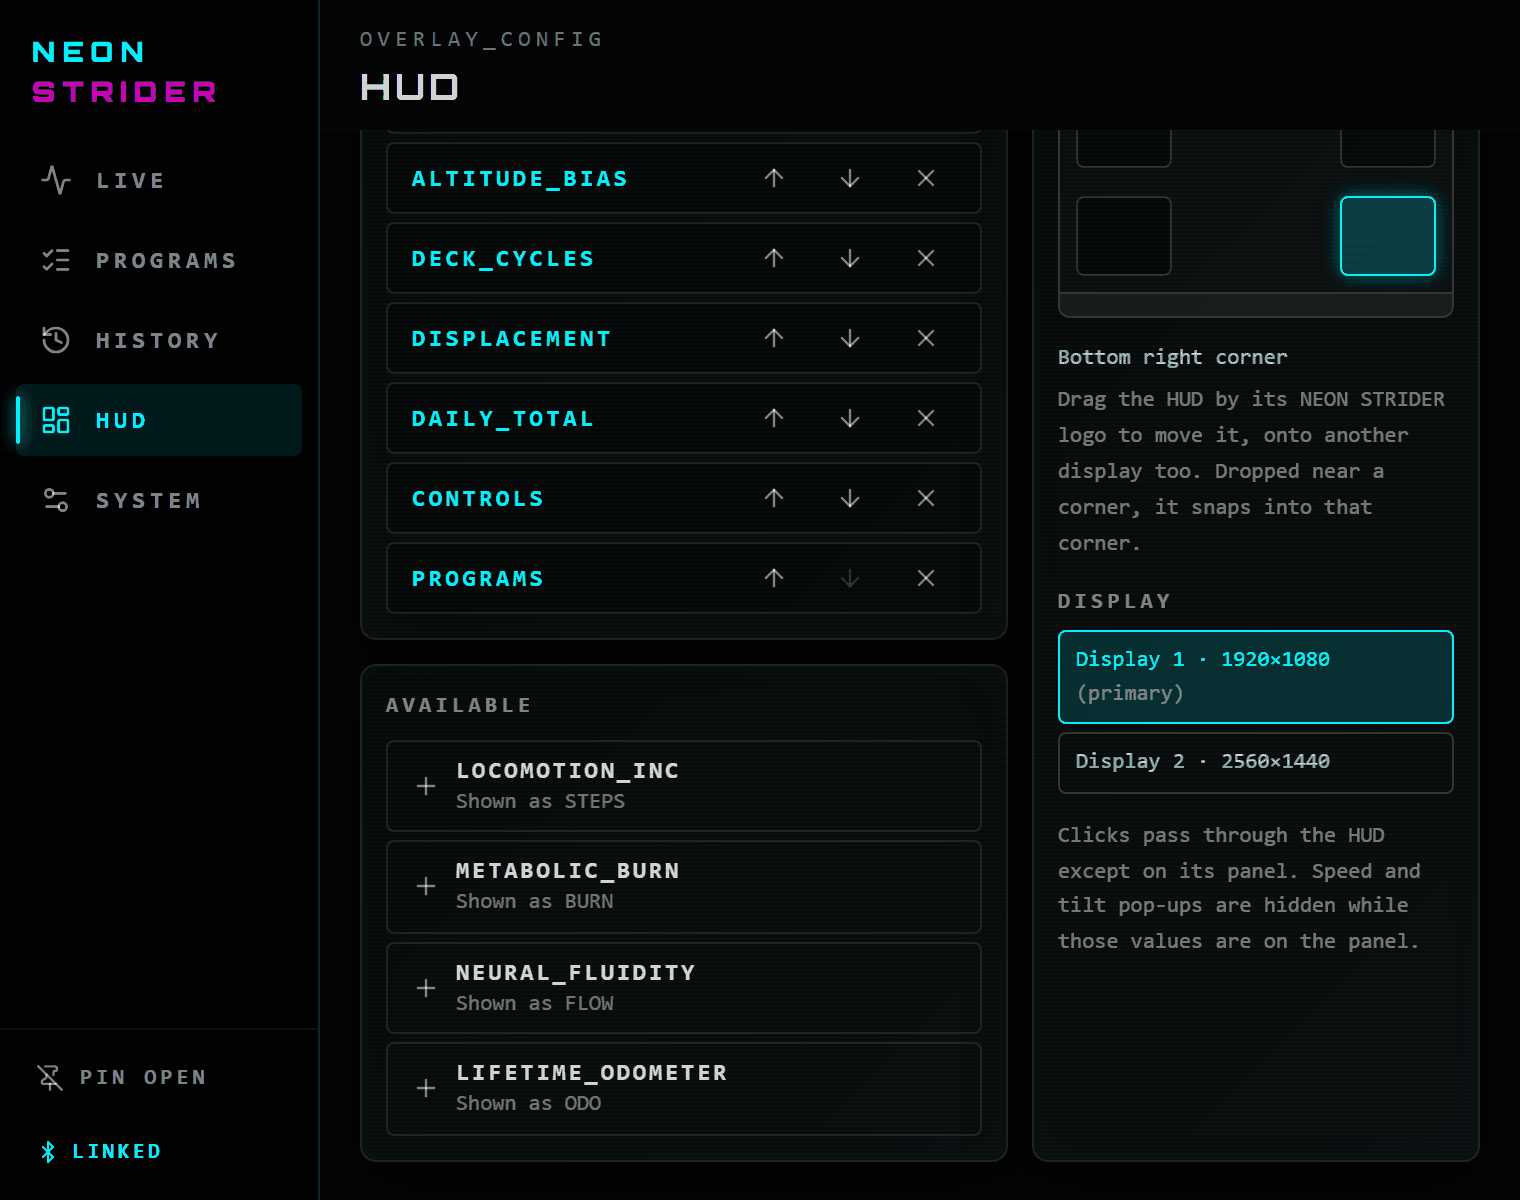 NEON
STRIDER
LIVE
PROGRAMS
HISTORY
HUD
SYSTEM
PIN OPEN
LINKED
OVERLAY_CONFIG
HUD
ALTITUDE_BIAS
DECK_CYCLES
DISPLACEMENT
DAILY_TOTAL
CONTROLS
PROGRAMS
AVAILABLE
LOCOMOTION_INC
Shown as STEPS
METABOLIC_BURN
Shown as BURN
NEURAL_FLUIDITY
Shown as FLOW
LIFETIME_ODOMETER
Shown as ODO
Bottom right corner
Drag the HUD by its NEON STRIDER
logo to move it, onto another
display too. Dropped near a
corner, it snaps into that
corner.
DISPLAY
Display 1 · 1920×1080
(primary)
Display 2 · 2560×1440
Clicks pass through the HUD
except on its panel. Speed and
tilt pop-ups are hidden while
those values are on the panel.